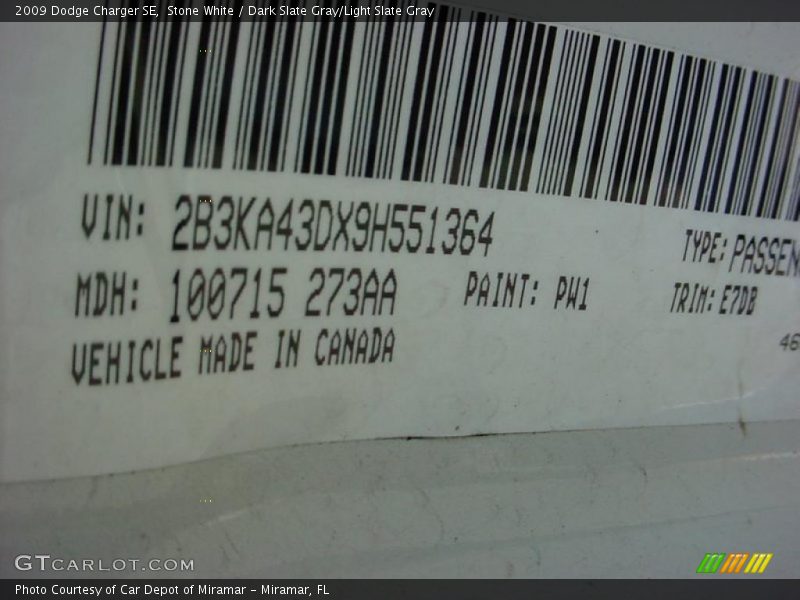 2009 Dodge Charger SE, Stone White / Dark Slate Gray/Light Slate Gray
VIN: 2B3KA43DX9H551364
TYPE: PASSEN
MDH: 100715 273AA
PAINT: PW1
TRIM: E7DB
VEHICLE MADE IN CANADA
46
GTCARLOT.COM
Photo Courtesy of Car Depot of Miramar - Miramar, FL